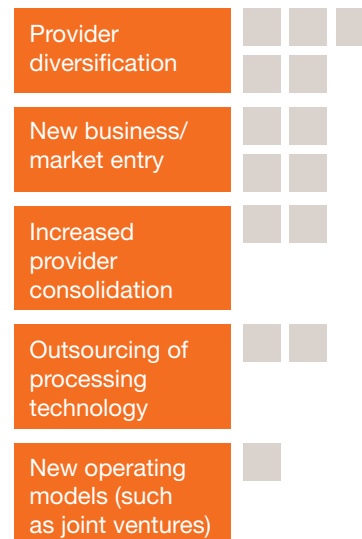 Provider
diversification
New business/
market entry
Increased
provider
consolidation
Outsourcing of
processing
technology
New operating
models (such
as joint ventures)